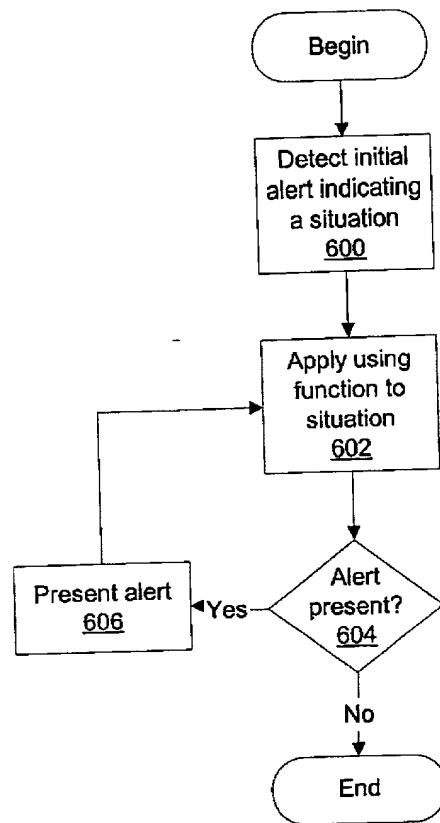 Begin
Detect initial
alert indicating
a situation
600
Apply using
function to
situation
602
Alert
present?
604
Yes
Present alert
606
No
End